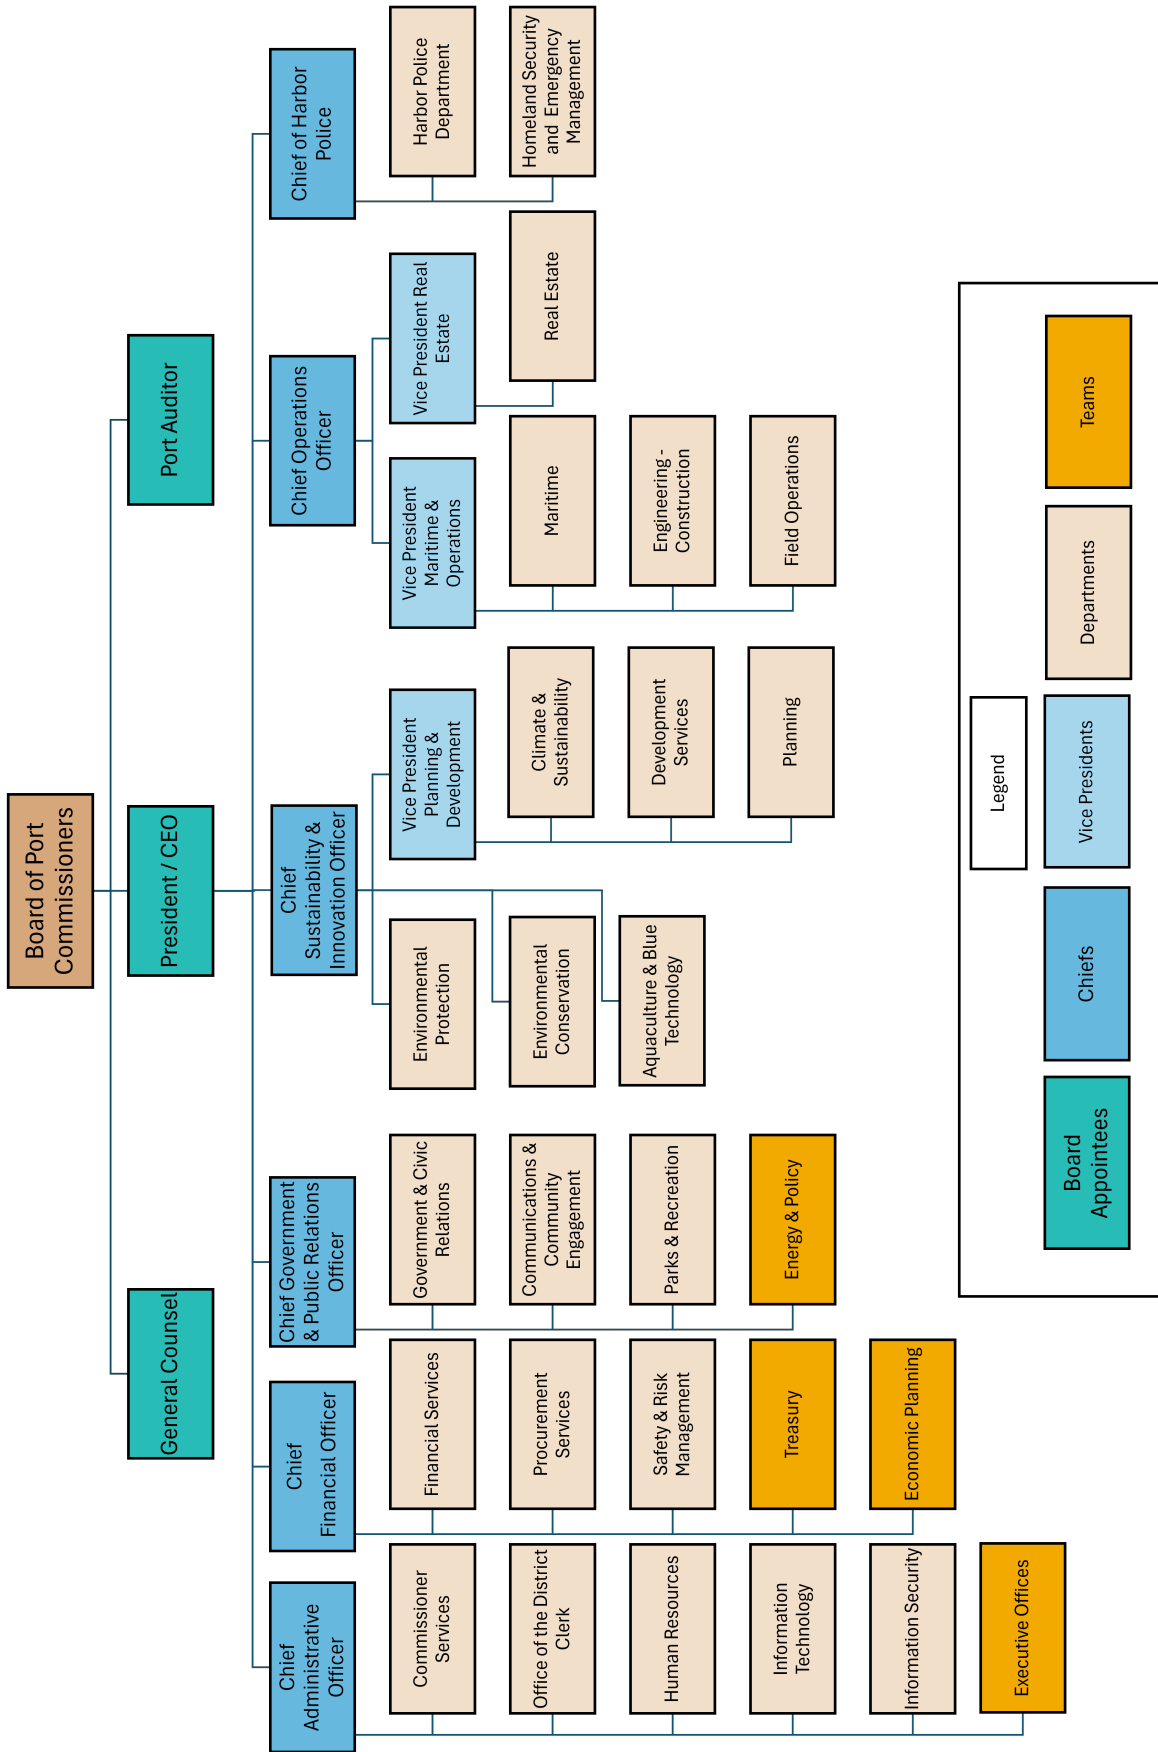 Board of Port
Commissioners
General Counsel
President / CEO
Port Auditor
Chief
Administrative
Officer
Chief
Financial Officer
Chief Government
& Public Relations
Officer
Chief
Sustainability &
Innovation Officer
Chief Operations
Officer
Chief of Harbor
Police
Commissioner
Services
Office of the District
Clerk
Human Resources
Information
Technology
Information Security
Executive Offices
Financial Services
Procurement
Services
Safety & Risk
Management
Treasury
Economic Planning
Government & Civic
Relations
Communications &
Community
Engagement
Parks & Recreation
Energy & Policy
Environmental
Protection
Environmental
Conservation
Aquaculture & Blue
Technology
Vice President
Planning &
Development
Climate &
Sustainability
Development
Services
Planning
Vice President
Maritime &
Operations
Maritime
Engineering -
Construction
Field Operations
Vice President Real
Estate
Real Estate
Harbor Police
Department
Homeland Security
and Emergency
Management
Legend
Board
Appointees
Chiefs
Vice Presidents
Departments
Teams